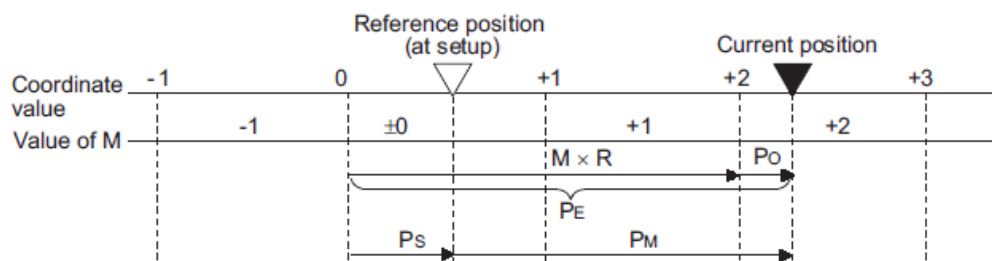 Reference position
(at setup)
Current position
Coordinate
value
-1
0
+1
+2
+3
Value of M
-1
±0
+1
+2
M × R
PO
PE
PS
PM